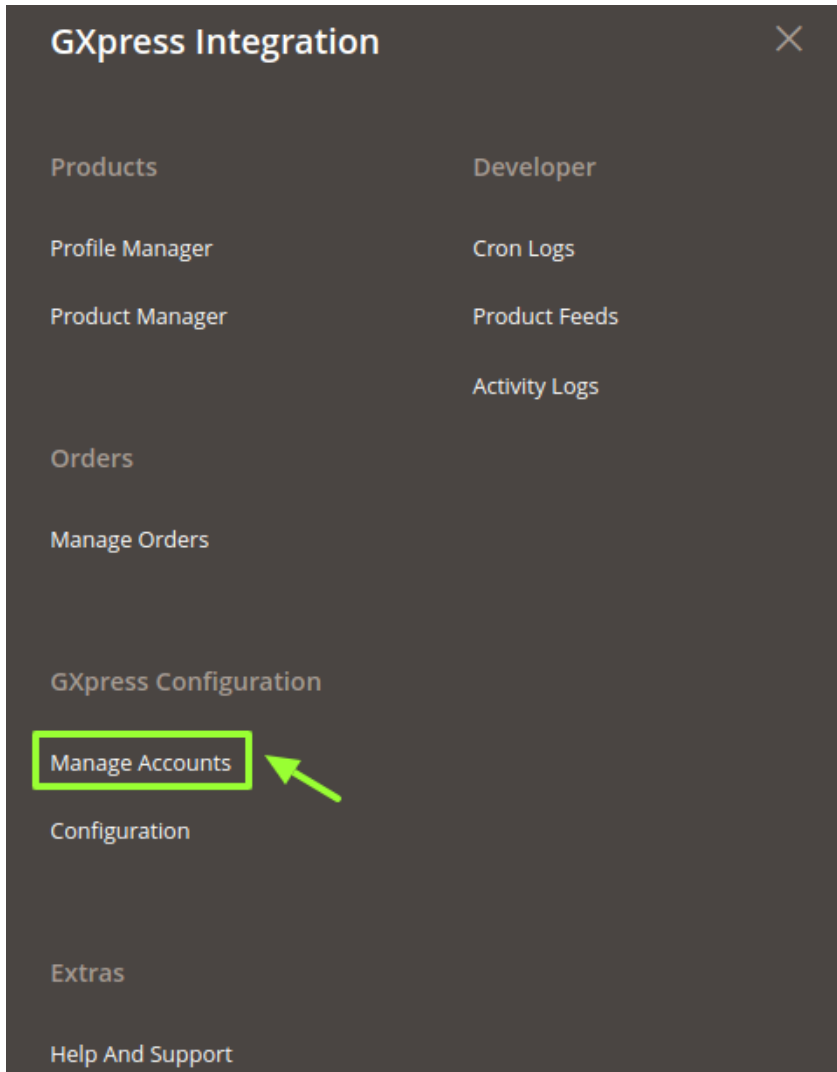 GXpress Integration
Products
Profile Manager
Product Manager
Orders
Manage Orders
GXpress Configuration
Manage Accounts
Configuration
Extras
Help And Support
Developer
Cron Logs
Product Feeds
Activity Logs